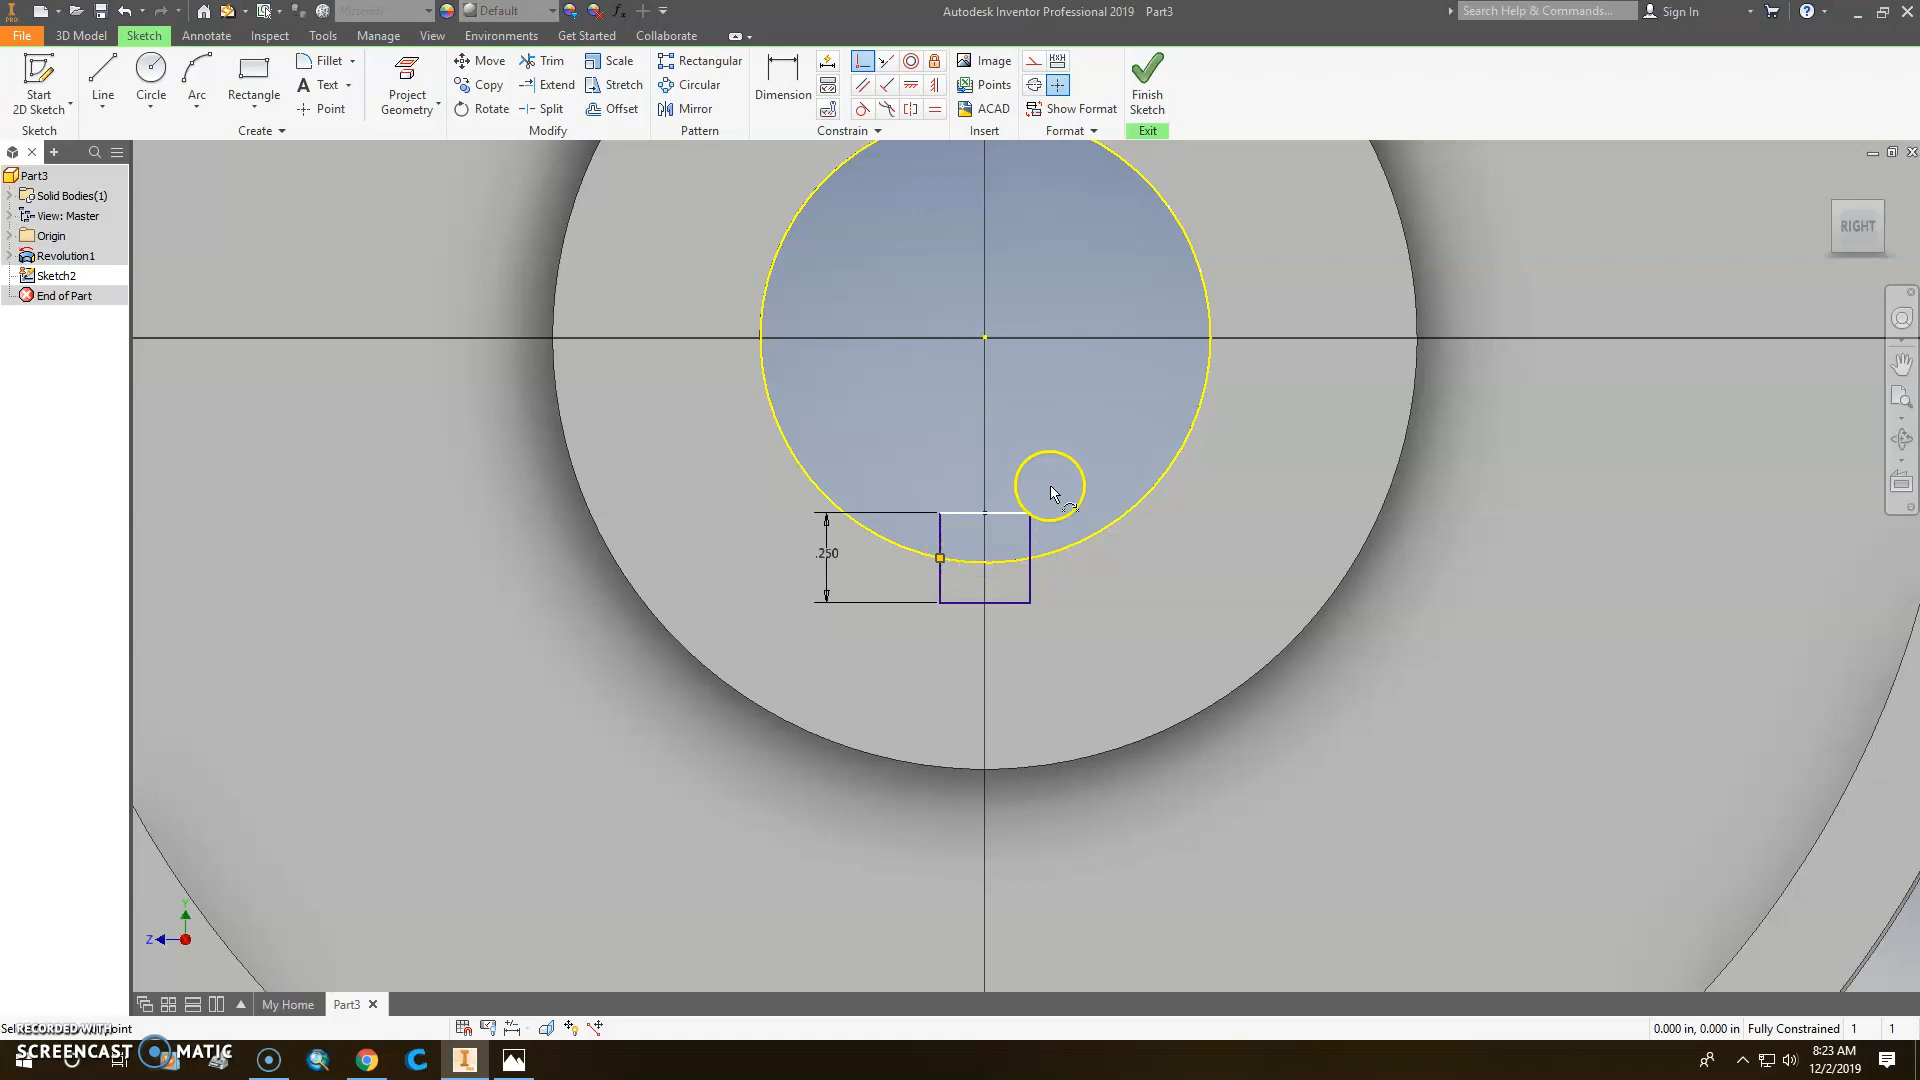 PRO Materials Default fx Autodesk Inventor Professional 2019 Part3 Search Help & Commands... Sign In
File 3D Model Sketch Annotate Inspect Tools Manage View Environments Get Started Collaborate
Start 2D Sketch
Line
Circle
Arc
Rectangle
Fillet
Text
Point
Project Geometry
Move Trim Scale
Copy Extend Stretch
Rotate Split Offset
Rectangular
Circular
Mirror
Dimension
Image
Points
ACAD
Show Format
Finish Sketch
Sketch Create Modify Pattern Constrain Insert Format Exit
Part3
Solid Bodies(1)
View: Master
Origin
Revolution1
Sketch2
End of Part
RIGHT
.250
Y
Z
My Home Part3
0.000 in, 0.000 in Fully Constrained 1 1
RECORDED WITH
SCREENCAST MATIC
8:23 AM
12/2/2019